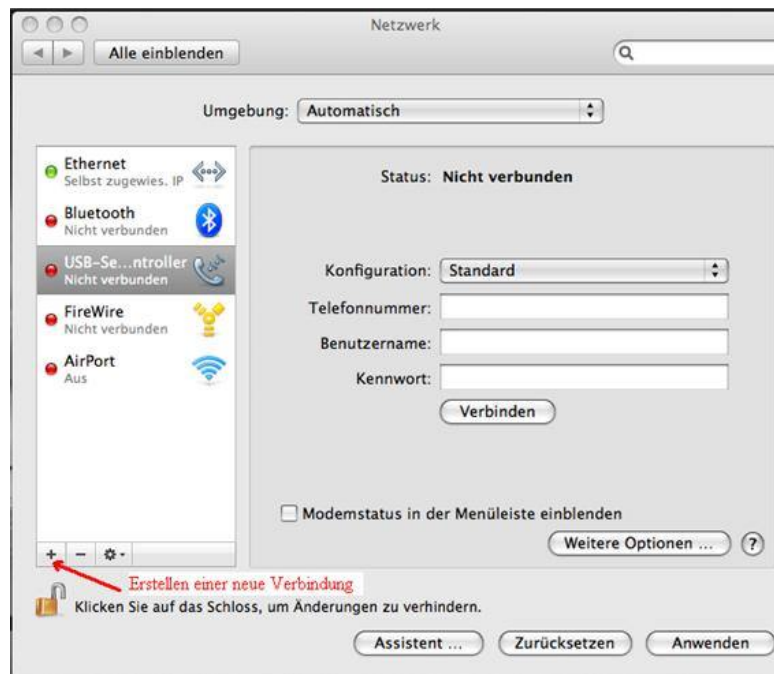 Netzwerk
Alle einblenden
Umgebung: Automatisch
Ethernet
Selbst zugewies. IP
Bluetooth
Nicht verbunden
USB-Se...ntroller
Nicht verbunden
FireWire
Nicht verbunden
AirPort
Aus
Status: Nicht verbunden
Konfiguration: Standard
Telefonnummer:
Benutzername:
Kennwort:
Verbinden
Modemstatus in der Menüleiste einblenden
Weitere Optionen ... ?
Erstellen einer neue Verbindung
Klicken Sie auf das Schloss, um Änderungen zu verhindern.
Assistent ... Zurücksetzen Anwenden